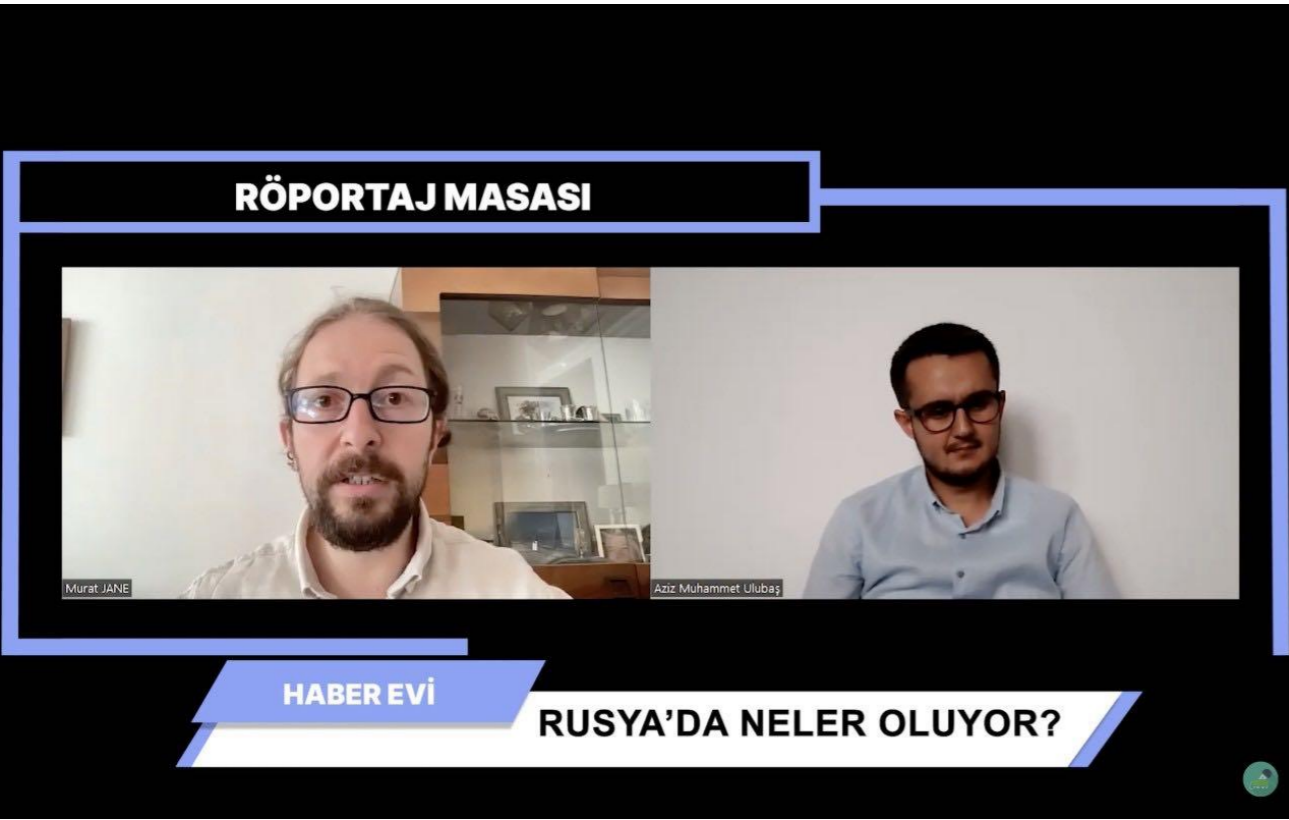 RÖPORTAJ MASASI
Murat JANE
Aziz Muhammet Ulubaş
HABER EVİ
RUSYA’DA NELER OLUYOR?